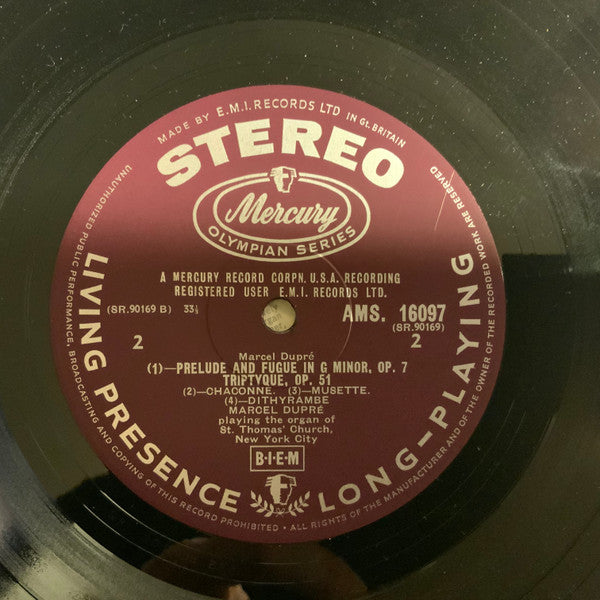 MADE BY E.M.I. RECORDS LTD IN Gt. BRITAIN
STEREO
Mercury
OLYMPIAN SERIES
A MERCURY RECORD CORPN. U.S.A. RECORDING
REGISTERED USER E.M.I. RECORDS LTD.
(SR.90169 B) 33⅓
AMS. 16097
(SR.90169)
2
2
Marcel Dupré
(1)—PRELUDE AND FUGUE IN G MINOR, OP. 7
TRIPTYQUE, OP. 51
(2)—CHACONNE. (3)—MUSETTE.
(4)—DITHYRAMBE
MARCEL DUPRÉ
playing the organ of
St. Thomas' Church,
New York City
B·I·E·M
LIVING PRESENCE
LONG-PLAYING
UNAUTHORIZED PUBLIC PERFORMANCE, BROADCASTING AND COPYING OF THIS RECORD PROHIBITED • ALL RIGHTS OF THE MANUFACTURER AND OF THE OWNER OF THE RECORDED WORK ARE RESERVED